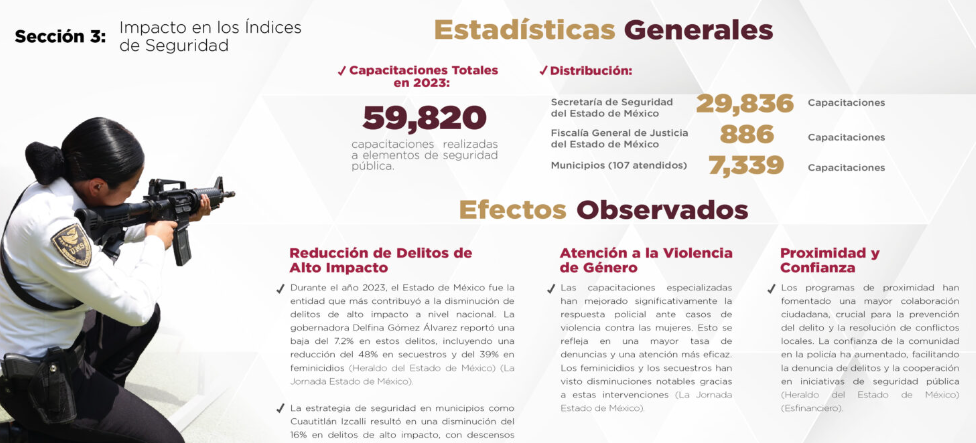 Sección 3:
Impacto en los Índices
de Seguridad
Estadísticas Generales
Capacitaciones Totales
en 2023:
59,820
capacitaciones realizadas
a elementos de seguridad
pública.
Distribución:
Secretaría de Seguridad
del Estado de México
29,836 Capacitaciones
Fiscalía General de Justicia
del Estado de México
886 Capacitaciones
Municipios (107 atendidos) 7,339 Capacitaciones
Efectos Observados
Reducción de Delitos de
Alto Impacto
Durante el año 2023, el Estado de México fue la
entidad que más contribuyó a la disminución de
delitos de alto impacto a nivel nacional. La
gobernadora Delfina Gómez Álvarez reportó una
baja del 7.2% en estos delitos, incluyendo una
reducción del 48% en secuestros y del 39% en
feminicidios (Heraldo del Estado de México) (La
Jornada Estado de México).
La estrategia de seguridad en municipios como
Cuautitlán Izcalli resultó en una disminución del
16% en delitos de alto impacto, con descensos
Atención a la Violencia
de Género
Las capacitaciones especializadas
han mejorado significativamente la
respuesta policial ante casos de
violencia contra las mujeres. Esto se
refleja en una mayor tasa de
denuncias y una atención más eficaz.
Los feminicidios y los secuestros han
visto disminuciones notables gracias
a estas intervenciones (La Jornada
Estado de México).
Proximidad y
Confianza
Los programas de proximidad han
fomentado una mayor colaboración
ciudadana, crucial para la prevención
del delito y la resolución de conflictos
locales. La confianza de la comunidad
en la policía ha aumentado, facilitando
la denuncia de delitos y la cooperación
en iniciativas de seguridad pública
(Heraldo del Estado de México)
(Esfinanciero).